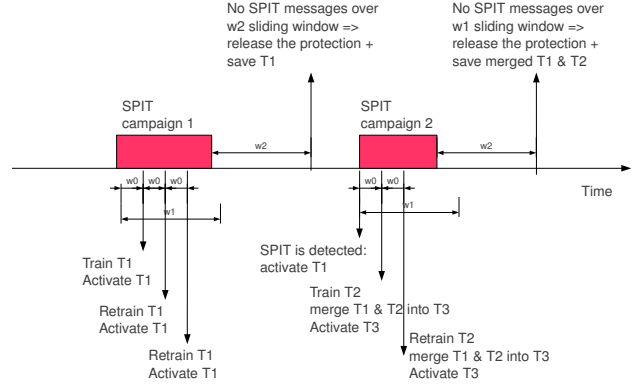 No SPIT messages over
w2 sliding window =>
release the protection +
save T1
No SPIT messages over
w1 sliding window =>
release the protection +
save merged T1 & T2
SPIT
campaign 1
SPIT
campaign 2
w2
w2
Time
w0 w0 w0
w1
w0 w0
w1
SPIT is detected:
activate T1
Train T1
Activate T1
Retrain T1
Activate T1
Retrain T1
Activate T1
Train T2
merge T1 & T2 into T3
Activate T3
Retrain T2
merge T1 & T2 into T3
Activate T3